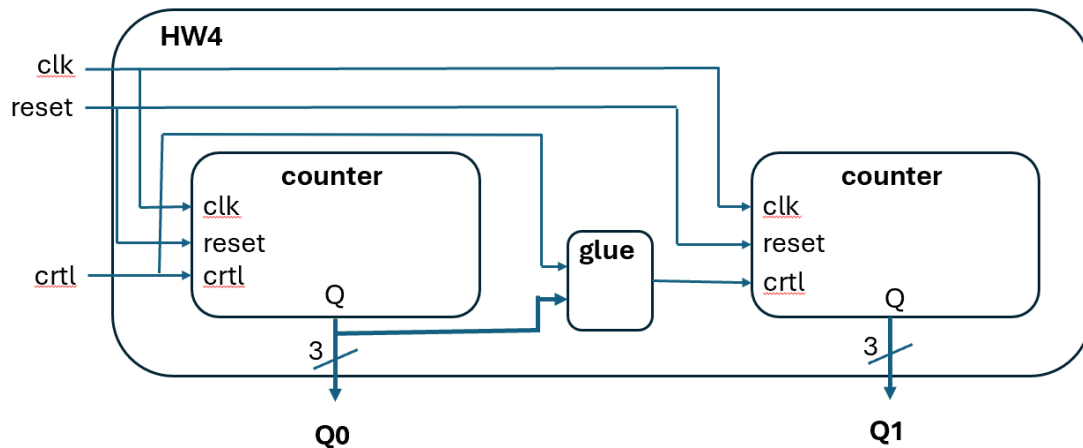 HW4
clk
reset
crtl
counter
clk
reset
crtl
Q
3
Q0
glue
counter
clk
reset
crtl
Q
3
Q1